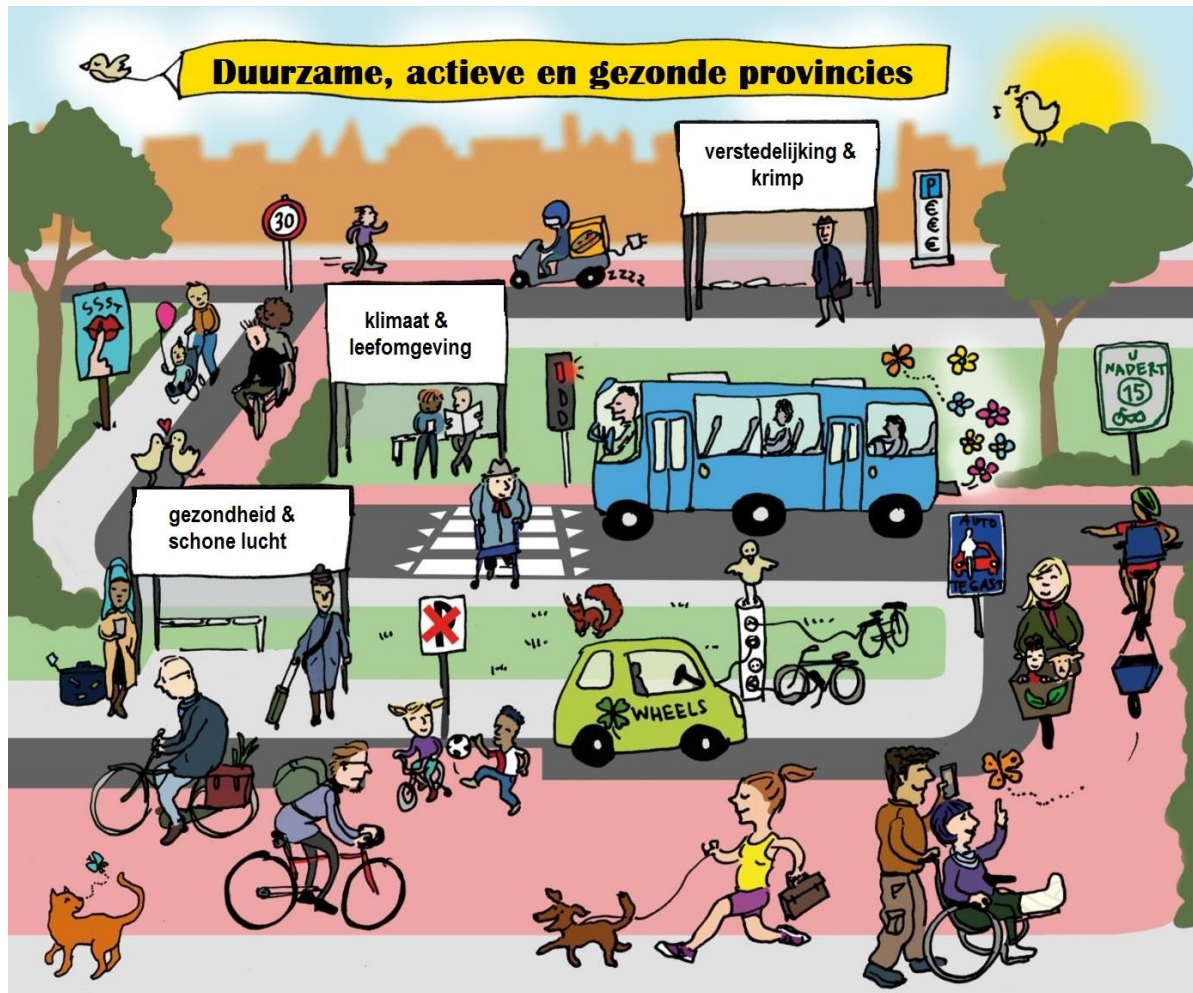 Duurzame, actieve en gezonde provincies
verstedelijking &
krimp
P
€
€
€
30
zzzz
SSST
klimaat &
leefomgeving
U
NADERT
15
gezondheid &
schone lucht
AUTO
TE GAST
P
WHEELS